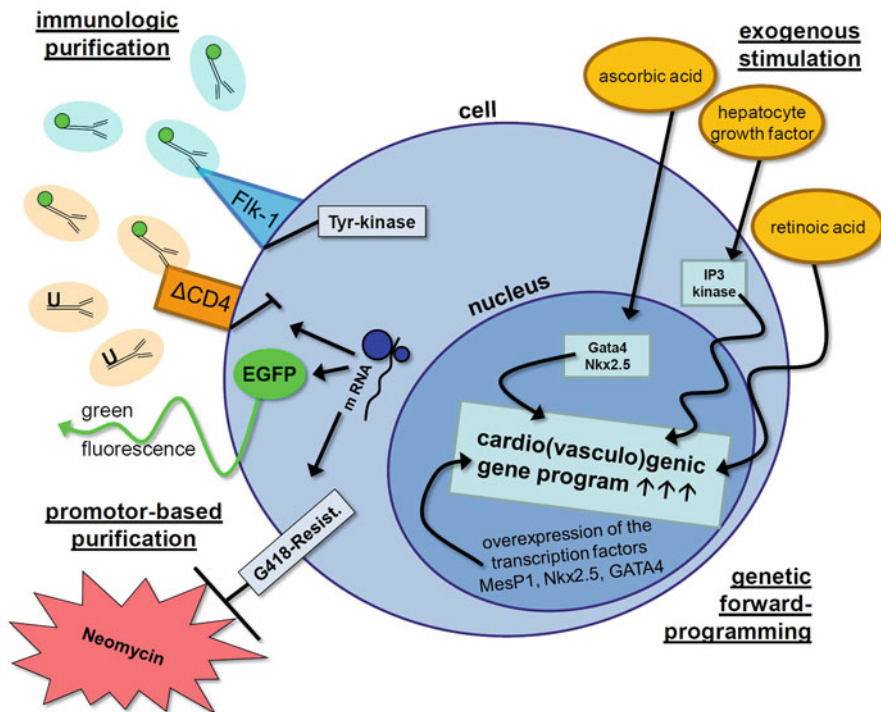 immunologic
purification
exogenous
stimulation
ascorbic acid
hepatocyte
growth factor
retinoic acid
cell
Flk-1
Tyr-kinase
ΔCD4
U
U
nucleus
IP3
kinase
Gata4
Nkx2.5
EGFP
m RNA
green
fluorescence
cardio(vasculo)genic
gene program ↑↑↑
promotor-based
purification
G418-Resist.
Neomycin
overexpression of the
transcription factors
MesP1, Nkx2.5, GATA4
genetic
forward-
programming